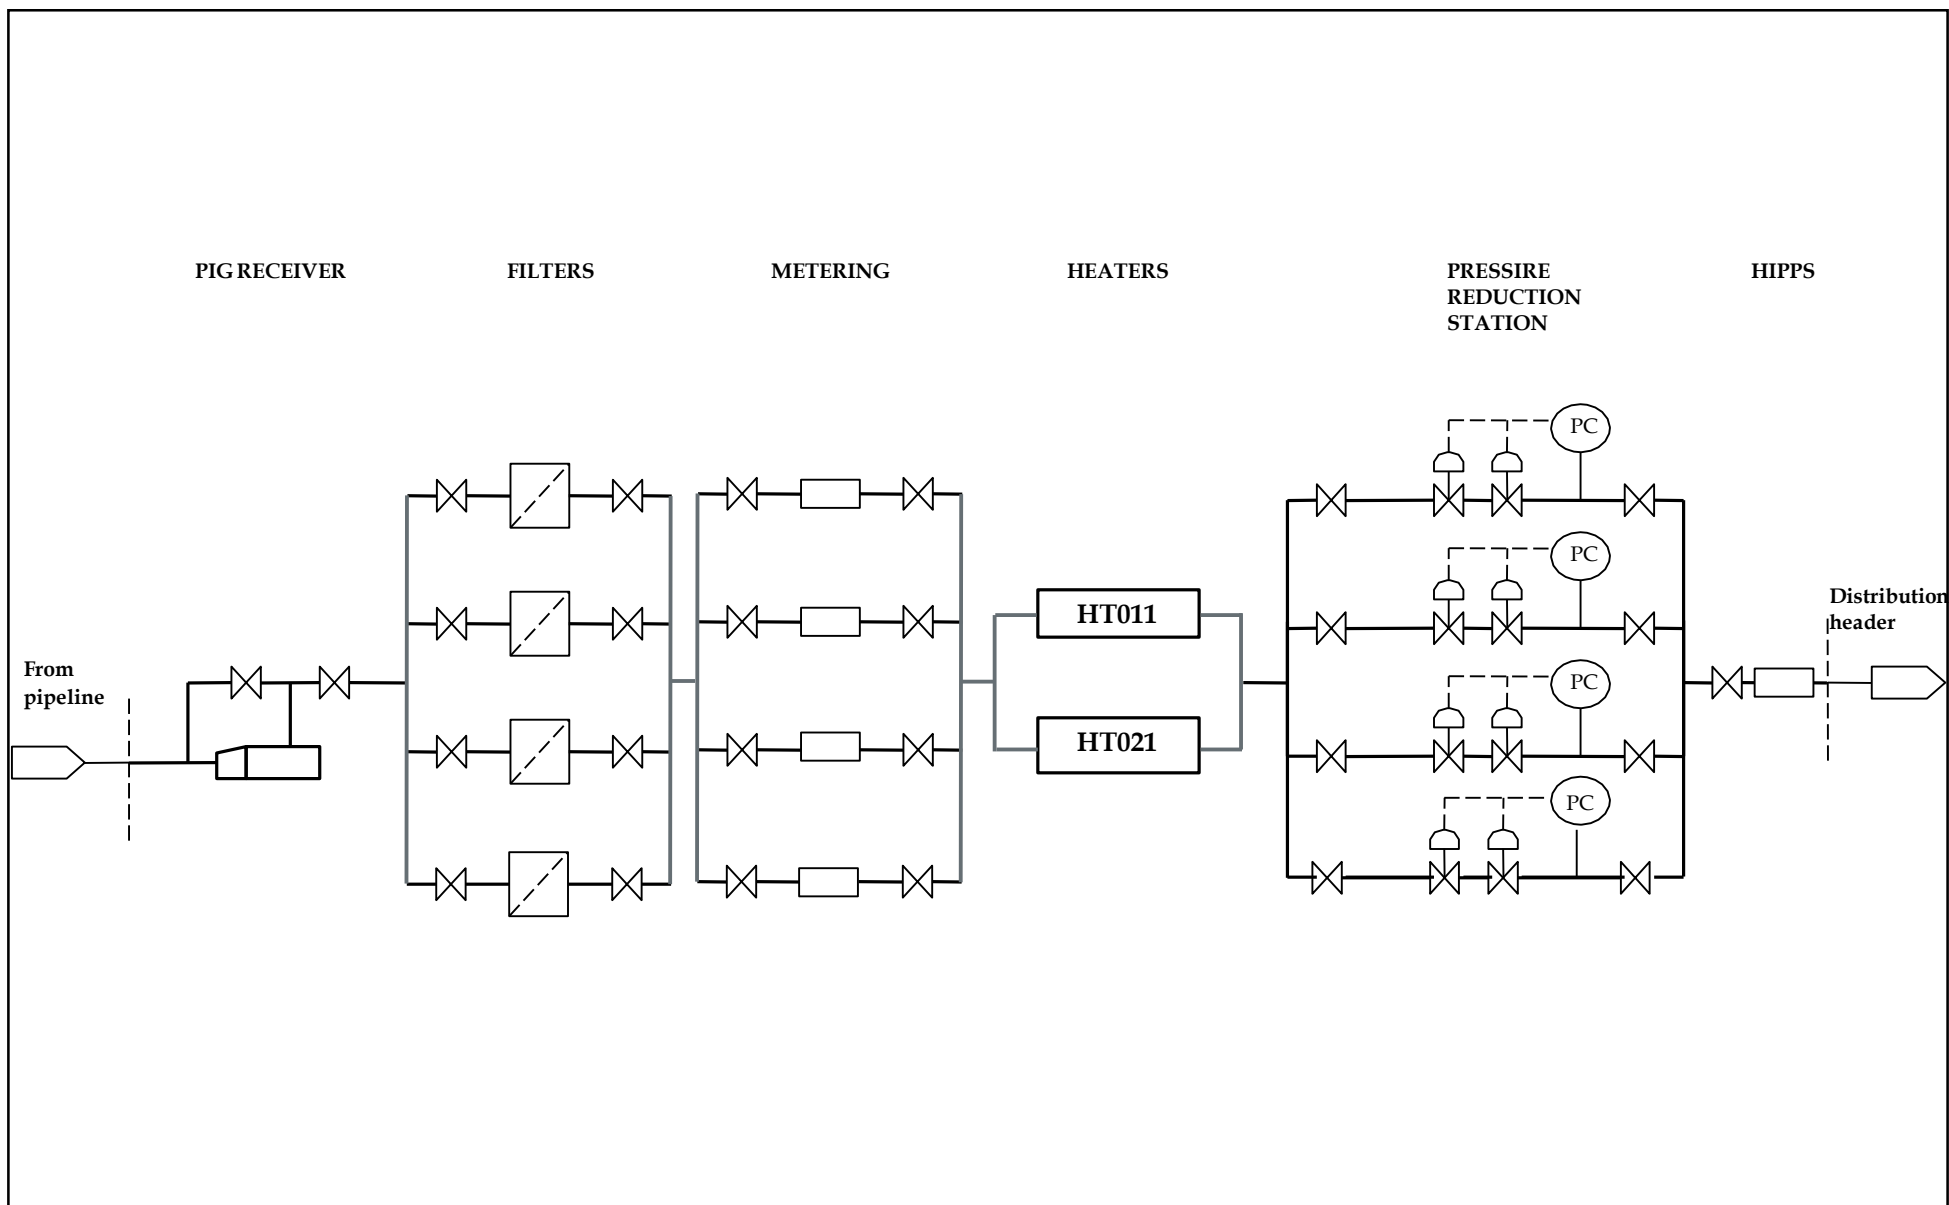 PIG RECEIVER
FILTERS
METERING
HEATERS
PRESSIRE
REDUCTION
STATION
HIPPS
PC
PC
HT011
Distribution
header
From
pipeline
PC
HT021
PC